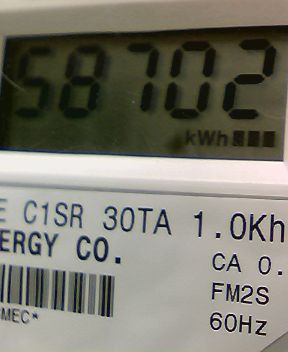 58702
kWh
E C1SR 30TA 1.0Kh
ERGY CO.
CA 0.
FM2S
MEC*
60Hz